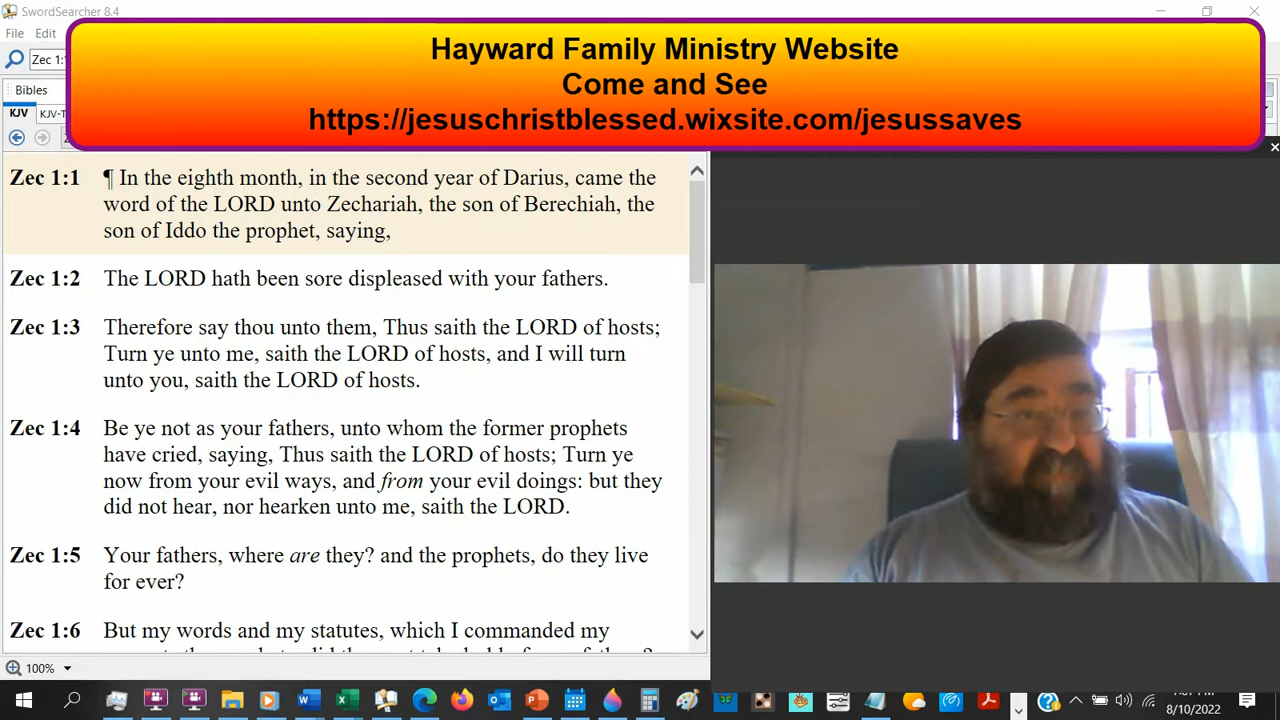 SwordSearcher 8.4
File Edit
Hayward Family Ministry Website
Come and See
https://jesuschristblessed.wixsite.com/jesussaves
Zec 1:
Bibles
KJV KJV-T
Zec 1:1 ¶ In the eighth month, in the second year of Darius, came the
word of the LORD unto Zechariah, the son of Berechiah, the
son of Iddo the prophet, saying,
Zec 1:2 The LORD hath been sore displeased with your fathers.
Zec 1:3 Therefore say thou unto them, Thus saith the LORD of hosts;
Turn ye unto me, saith the LORD of hosts, and I will turn
unto you, saith the LORD of hosts.
Zec 1:4 Be ye not as your fathers, unto whom the former prophets
have cried, saying, Thus saith the LORD of hosts; Turn ye
now from your evil ways, and from your evil doings: but they
did not hear, nor hearken unto me, saith the LORD.
Zec 1:5 Your fathers, where are they? and the prophets, do they live
for ever?
Zec 1:6 But my words and my statutes, which I commanded my
100%
8/10/2022